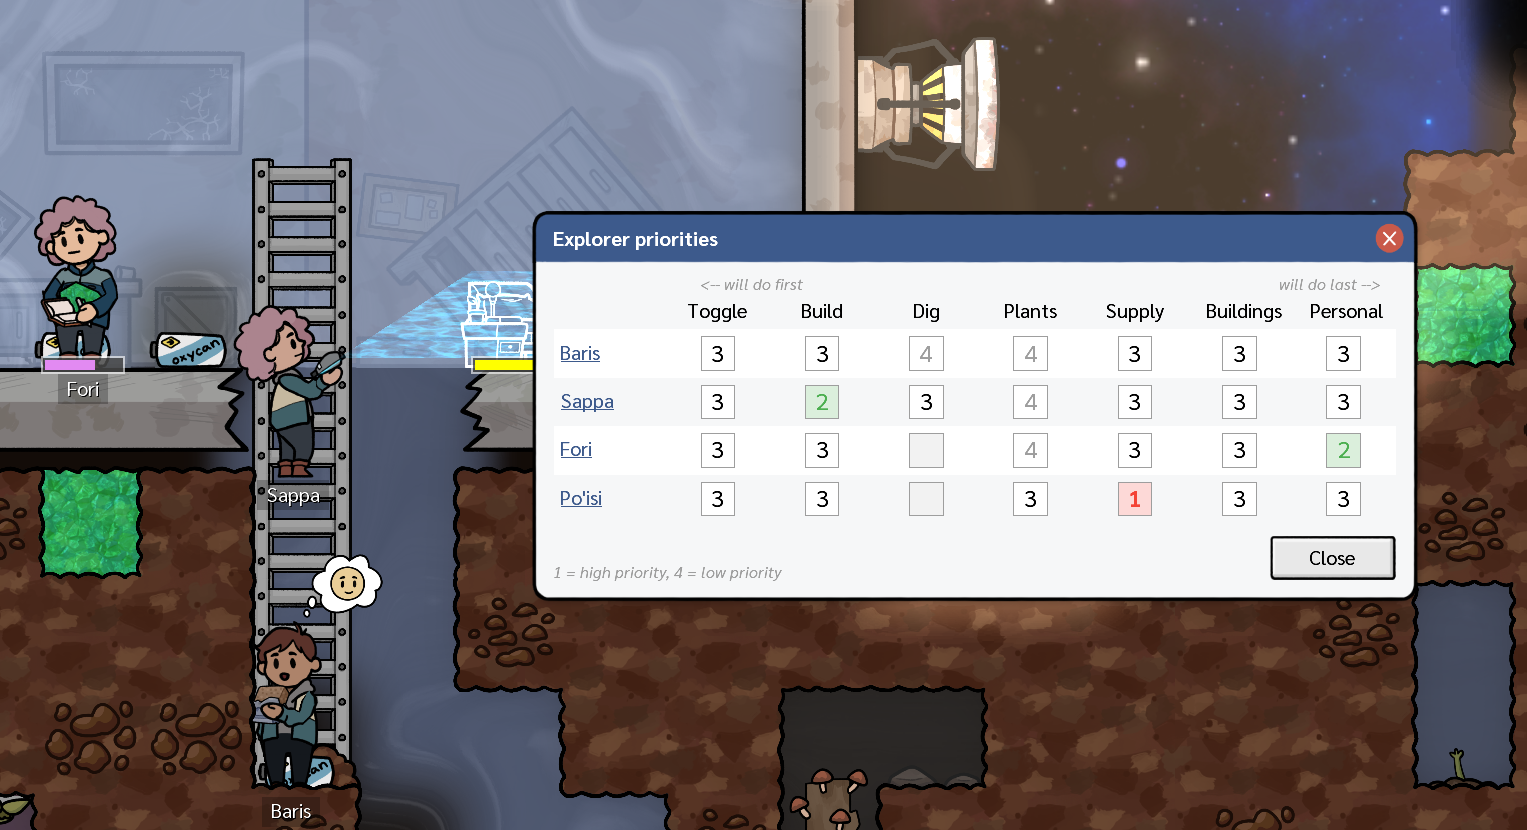 Explorer priorities
<-- will do first will do last -->
Toggle Build Dig Plants Supply Buildings Personal
Baris 3 3 4 4 3 3 3
Sappa 3 2 3 4 3 3 3
Fori 3 3 4 3 3 2
Po'isi 3 3 3 1 3 3
1 = high priority, 4 = low priority
Close
oxycan
Fori
Sappa
can
Baris